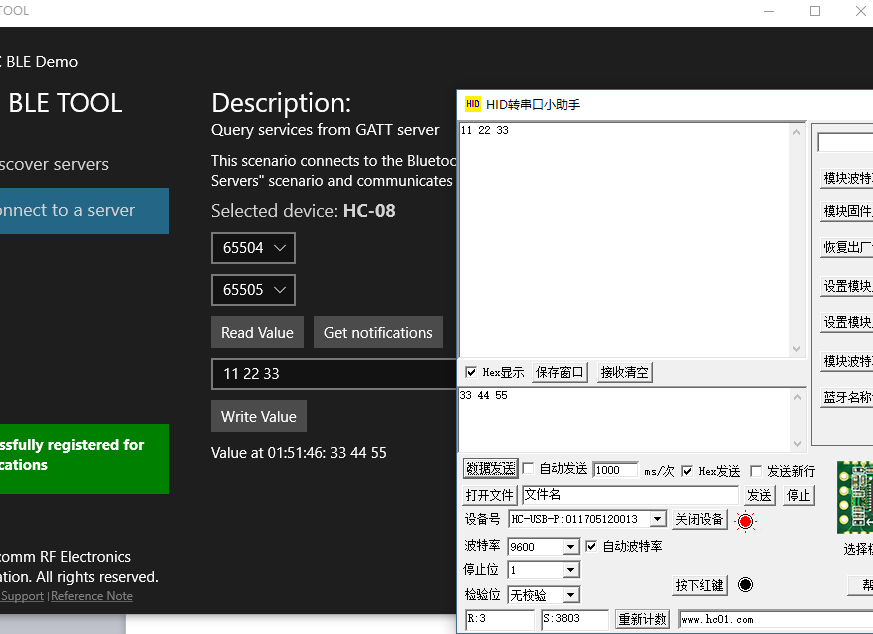 TOOL
C BLE Demo
BLE TOOL
scover servers
onnect to a server
ssfully registered for
cations
comm RF Electronics
ation. All rights reserved.
Support | Reference Note
Description:
Query services from GATT server
This scenario connects to the Bluetoo
Servers" scenario and communicates
Selected device: HC-08
65504
65505
Read Value
Get notifications
11 22 33
Write Value
Value at 01:51:46: 33 44 55
HID HID转串口小助手
11 22 33
Hex显示 保存窗口 接收清空
33 44 55
数据发送 自动发送 1000 ms/次 Hex发送 发送新行
打开文件 文件名 发送 停止
设备号 HC-USB-P:011705120013 关闭设备
波特率 9600 自动波特率
停止位 1
检验位 无校验 按下红键
R:3 S:3803 重新计数 www.hc01.com
模块波特
模块固件
恢复出厂
设置模块
设置模块
模块波特
蓝牙名称
选择模
帮